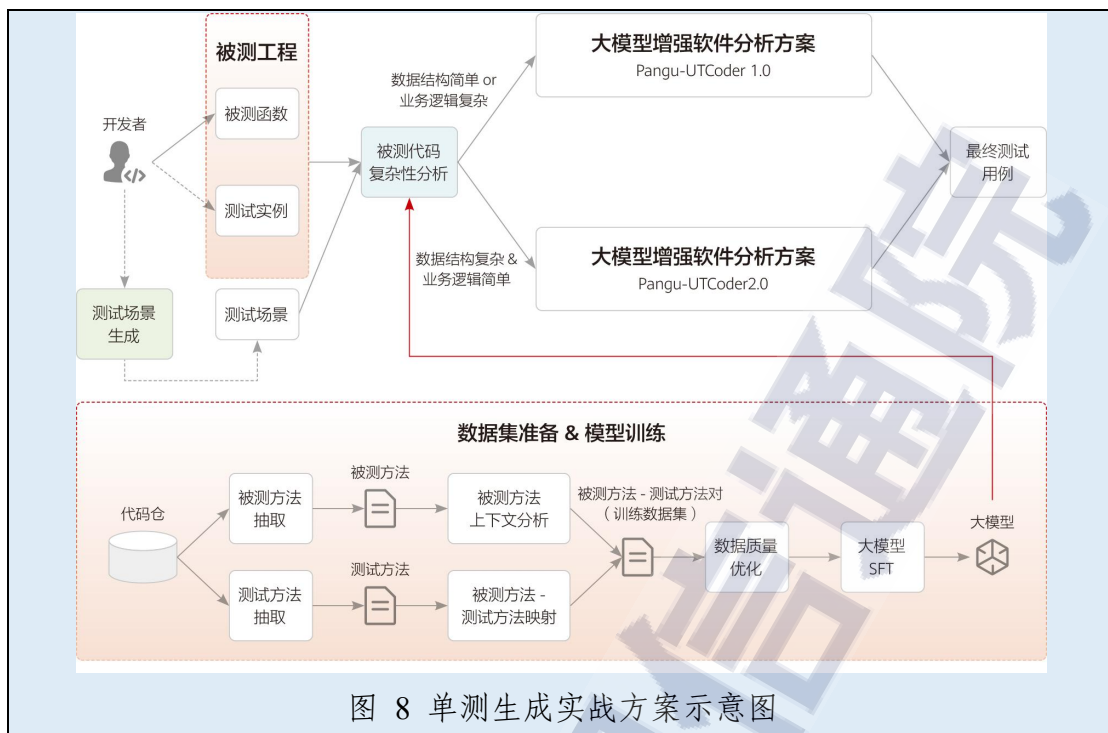 被测工程
被测函数
测试实例
开发者
测试场景
生成
测试场景
被测代码
复杂性分析
数据结构简单 or
业务逻辑复杂
数据结构复杂 &
业务逻辑简单
大模型增强软件分析方案
Pangu-UTCoder 1.0
大模型增强软件分析方案
Pangu-UTCoder2.0
最终测试
用例
数据集准备 & 模型训练
代码仓
被测方法
抽取
测试方法
抽取
被测方法
测试方法
被测方法
上下文分析
被测方法 -
测试方法映射
被测方法 - 测试方法对
（训练数据集）
数据质量
优化
大模型
SFT
大模型
图 8 单测生成实战方案示意图
信通院